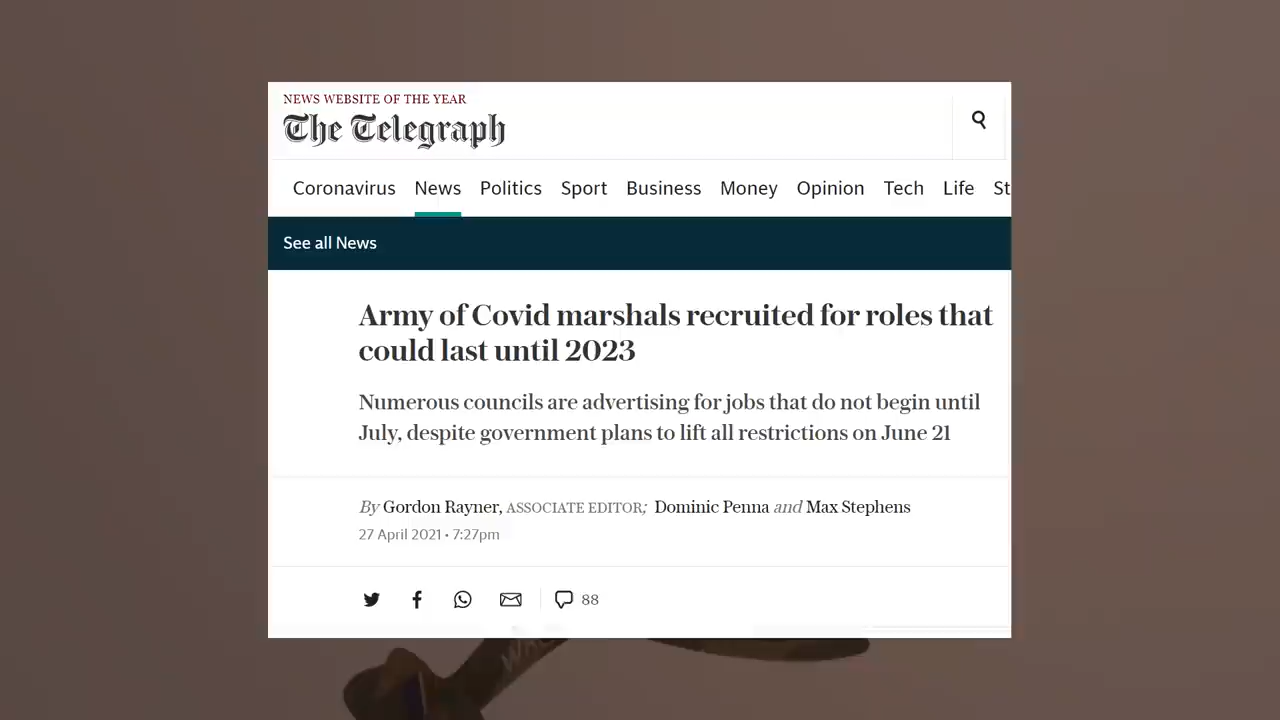 NEWS WEBSITE OF THE YEAR
The Telegraph
Coronavirus News Politics Sport Business Money Opinion Tech Life St
See all News
Army of Covid marshals recruited for roles that
could last until 2023
Numerous councils are advertising for jobs that do not begin until
July, despite government plans to lift all restrictions on June 21
By Gordon Rayner, ASSOCIATE EDITOR; Dominic Penna and Max Stephens
27 April 2021 • 7:27pm
88